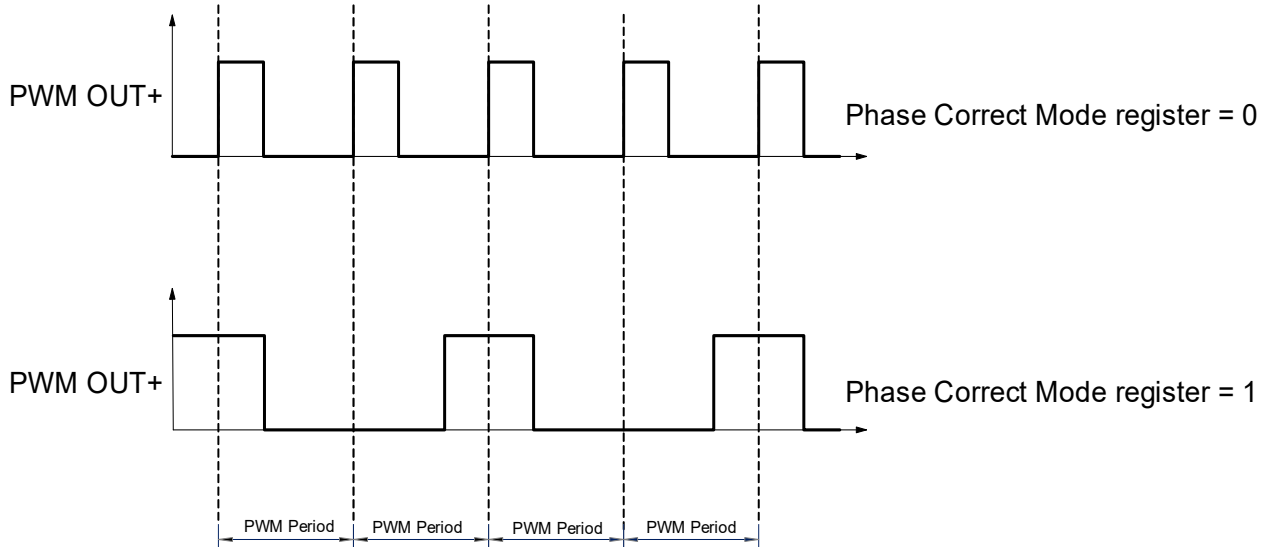 PWM OUT+
Phase Correct Mode register = 0
PWM OUT+
Phase Correct Mode register = 1
PWM Period
PWM Period
PWM Period
PWM Period